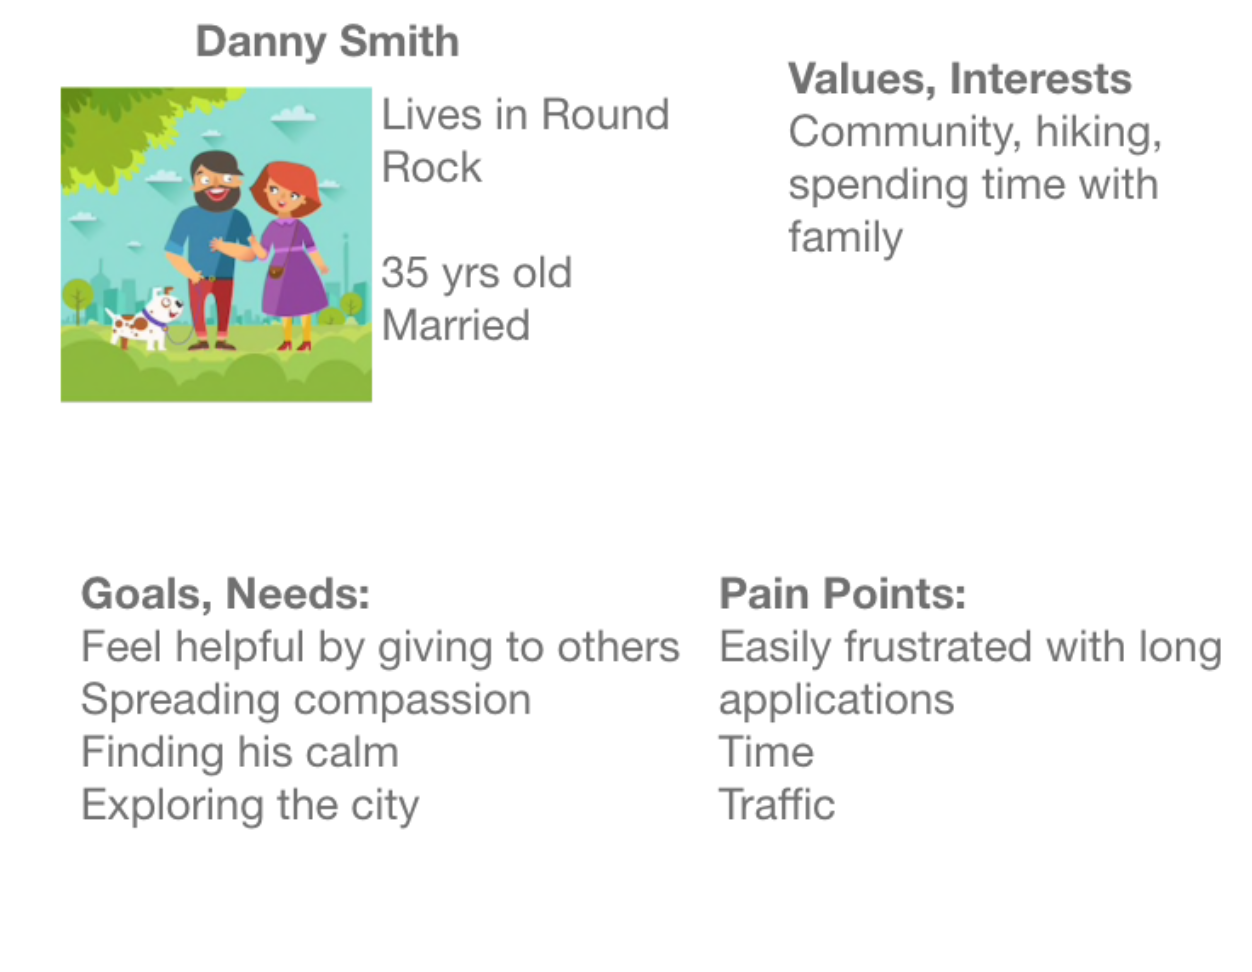 Danny Smith
Lives in Round
Rock
35 yrs old
Married
Values, Interests
Community, hiking,
spending time with
family
Goals, Needs:
Feel helpful by giving to others
Spreading compassion
Finding his calm
Exploring the city
Pain Points:
Easily frustrated with long
applications
Time
Traffic